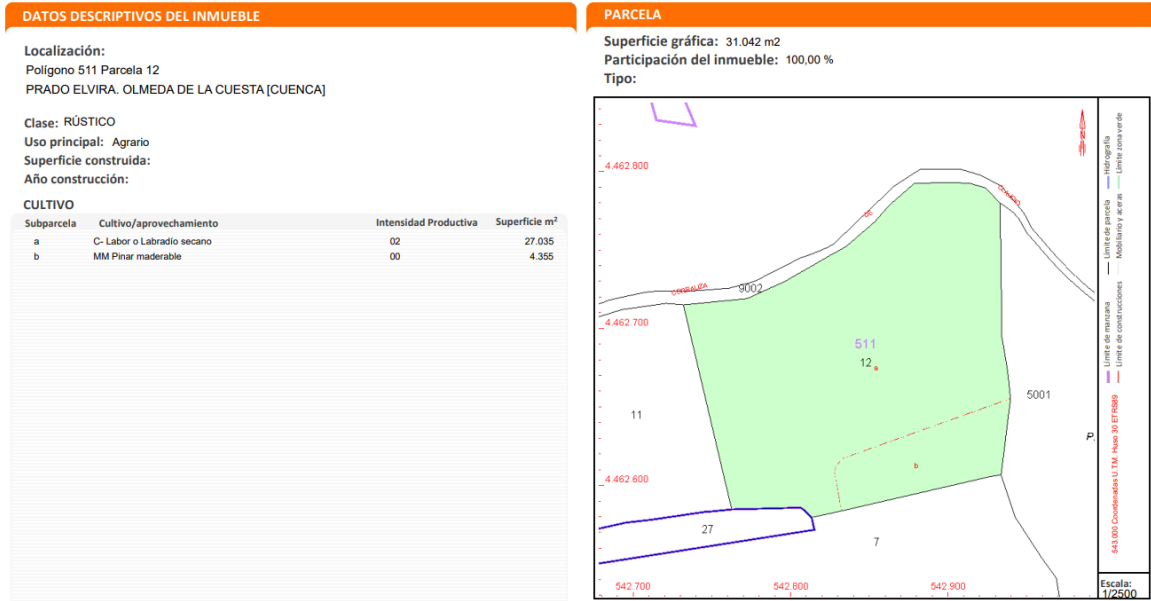 DATOS DESCRIPTIVOS DEL INMUEBLE
Localización:
Polígono 511 Parcela 12
PRADO ELVIRA. OLMEDA DE LA CUESTA [CUENCA]
Clase: RÚSTICO
Uso principal: Agrario
Superficie construida:
Año construcción:
CULTIVO
Subparcela Cultivo/aprovechamiento Intensidad Productiva Superficie m²
a C- Labor o Labradío secano 02 27.035
b MM Pinar maderable 00 4.355
PARCELA
Superficie gráfica: 31.042 m2
Participación del inmueble: 100,00 %
Tipo:
4.462.800
DE
CLAUDIO
9002
4.462.700
511
12
a
5001
11
P.
b
4.462.600
27
7
542.700 542.800 542.900
Límite de manzana Límite de parcela Hidrografía
Límite de construcciones Mobiliario y aceras Límite zona verde
543.000 Coordenadas U.T.M. Huso 30 ETRS89
Escala:
1/2500